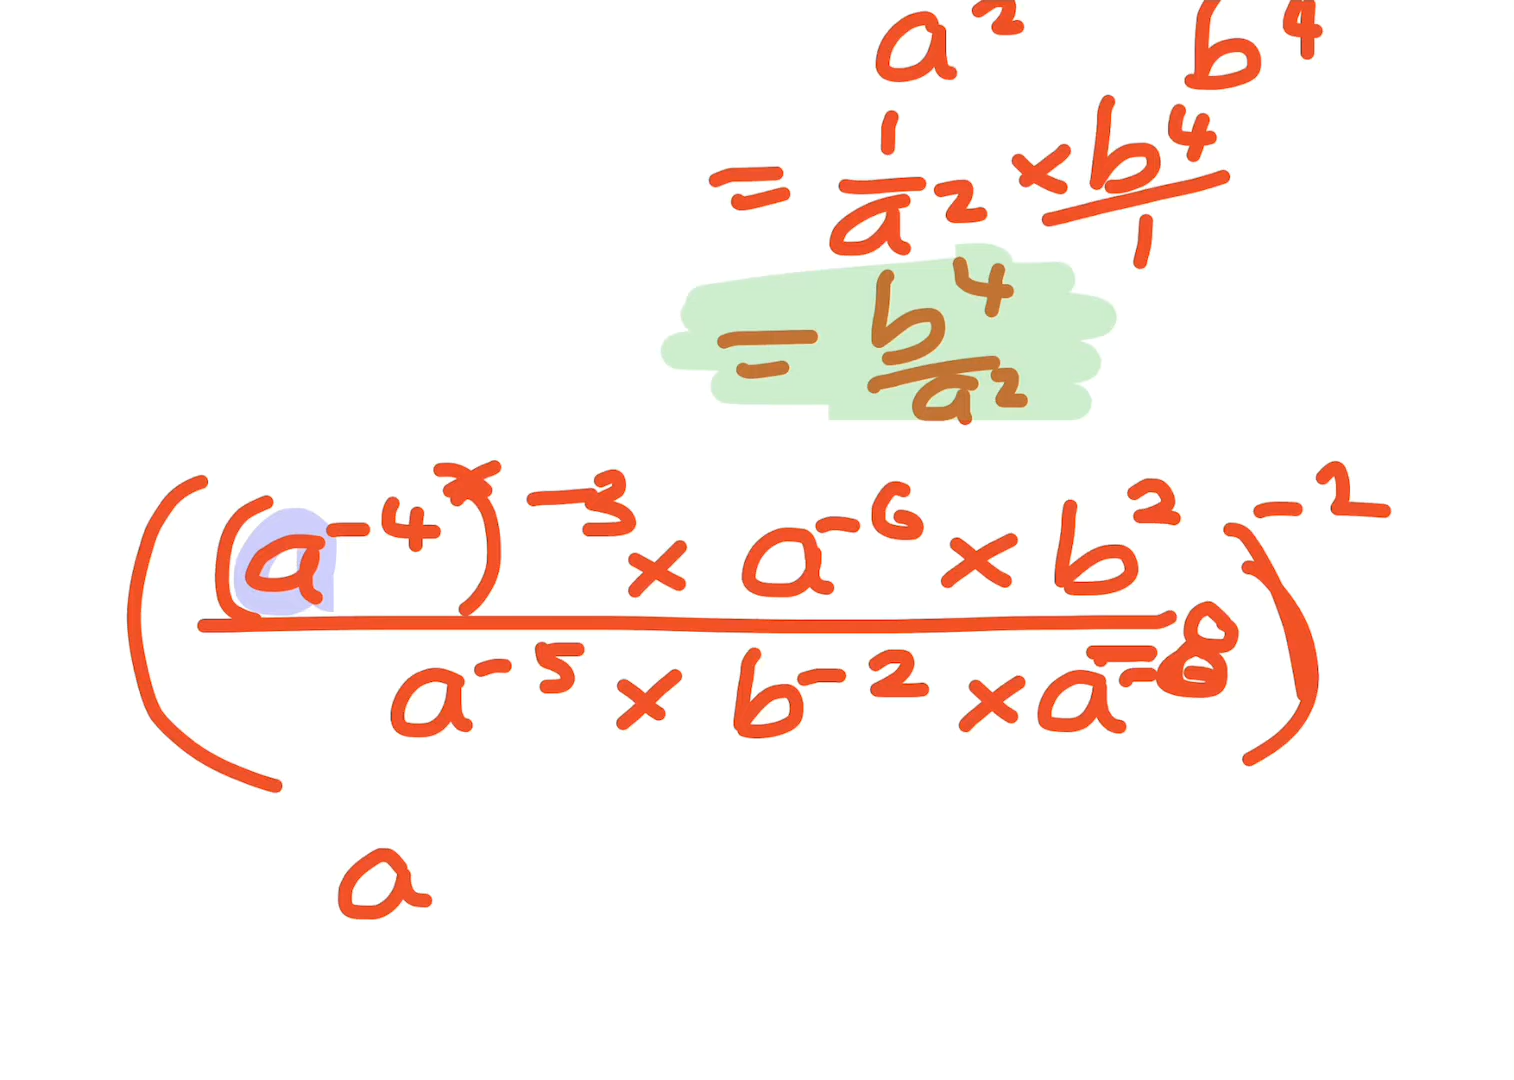 a² b⁴
= 1/a² × b⁴/1
= b⁴/a²
((a⁻⁴)⁻³ × a⁻⁶ × b²)⁻²
a⁻⁵ × b⁻² × a⁻⁸
a